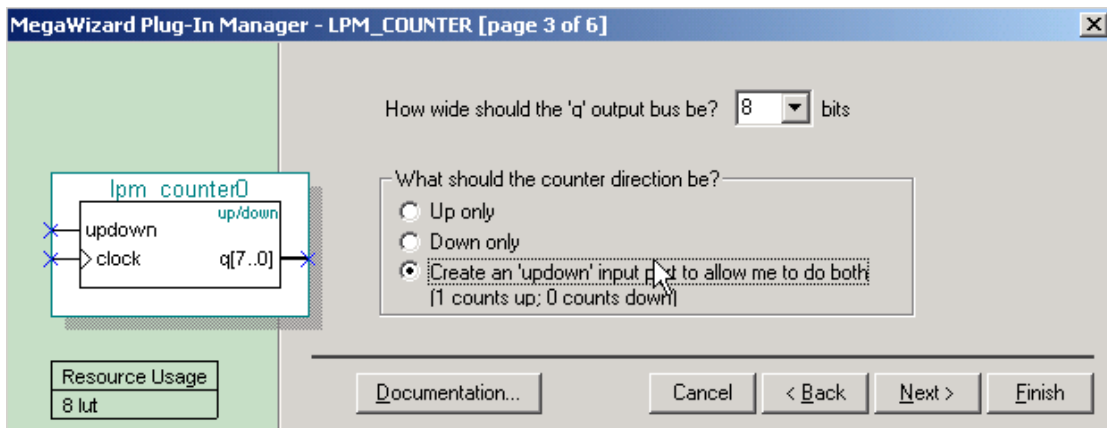 MegaWizard Plug-In Manager - LPM_COUNTER [page 3 of 6]
How wide should the 'q' output bus be? 8 bits
What should the counter direction be?
Up only
Down only
Create an 'updown' input port to allow me to do both
(1 counts up; 0 counts down)
lpm_counter0
up/down
updown
clock q[7..0]
Resource Usage
8 lut
Documentation...
Cancel
< Back
Next >
Finish